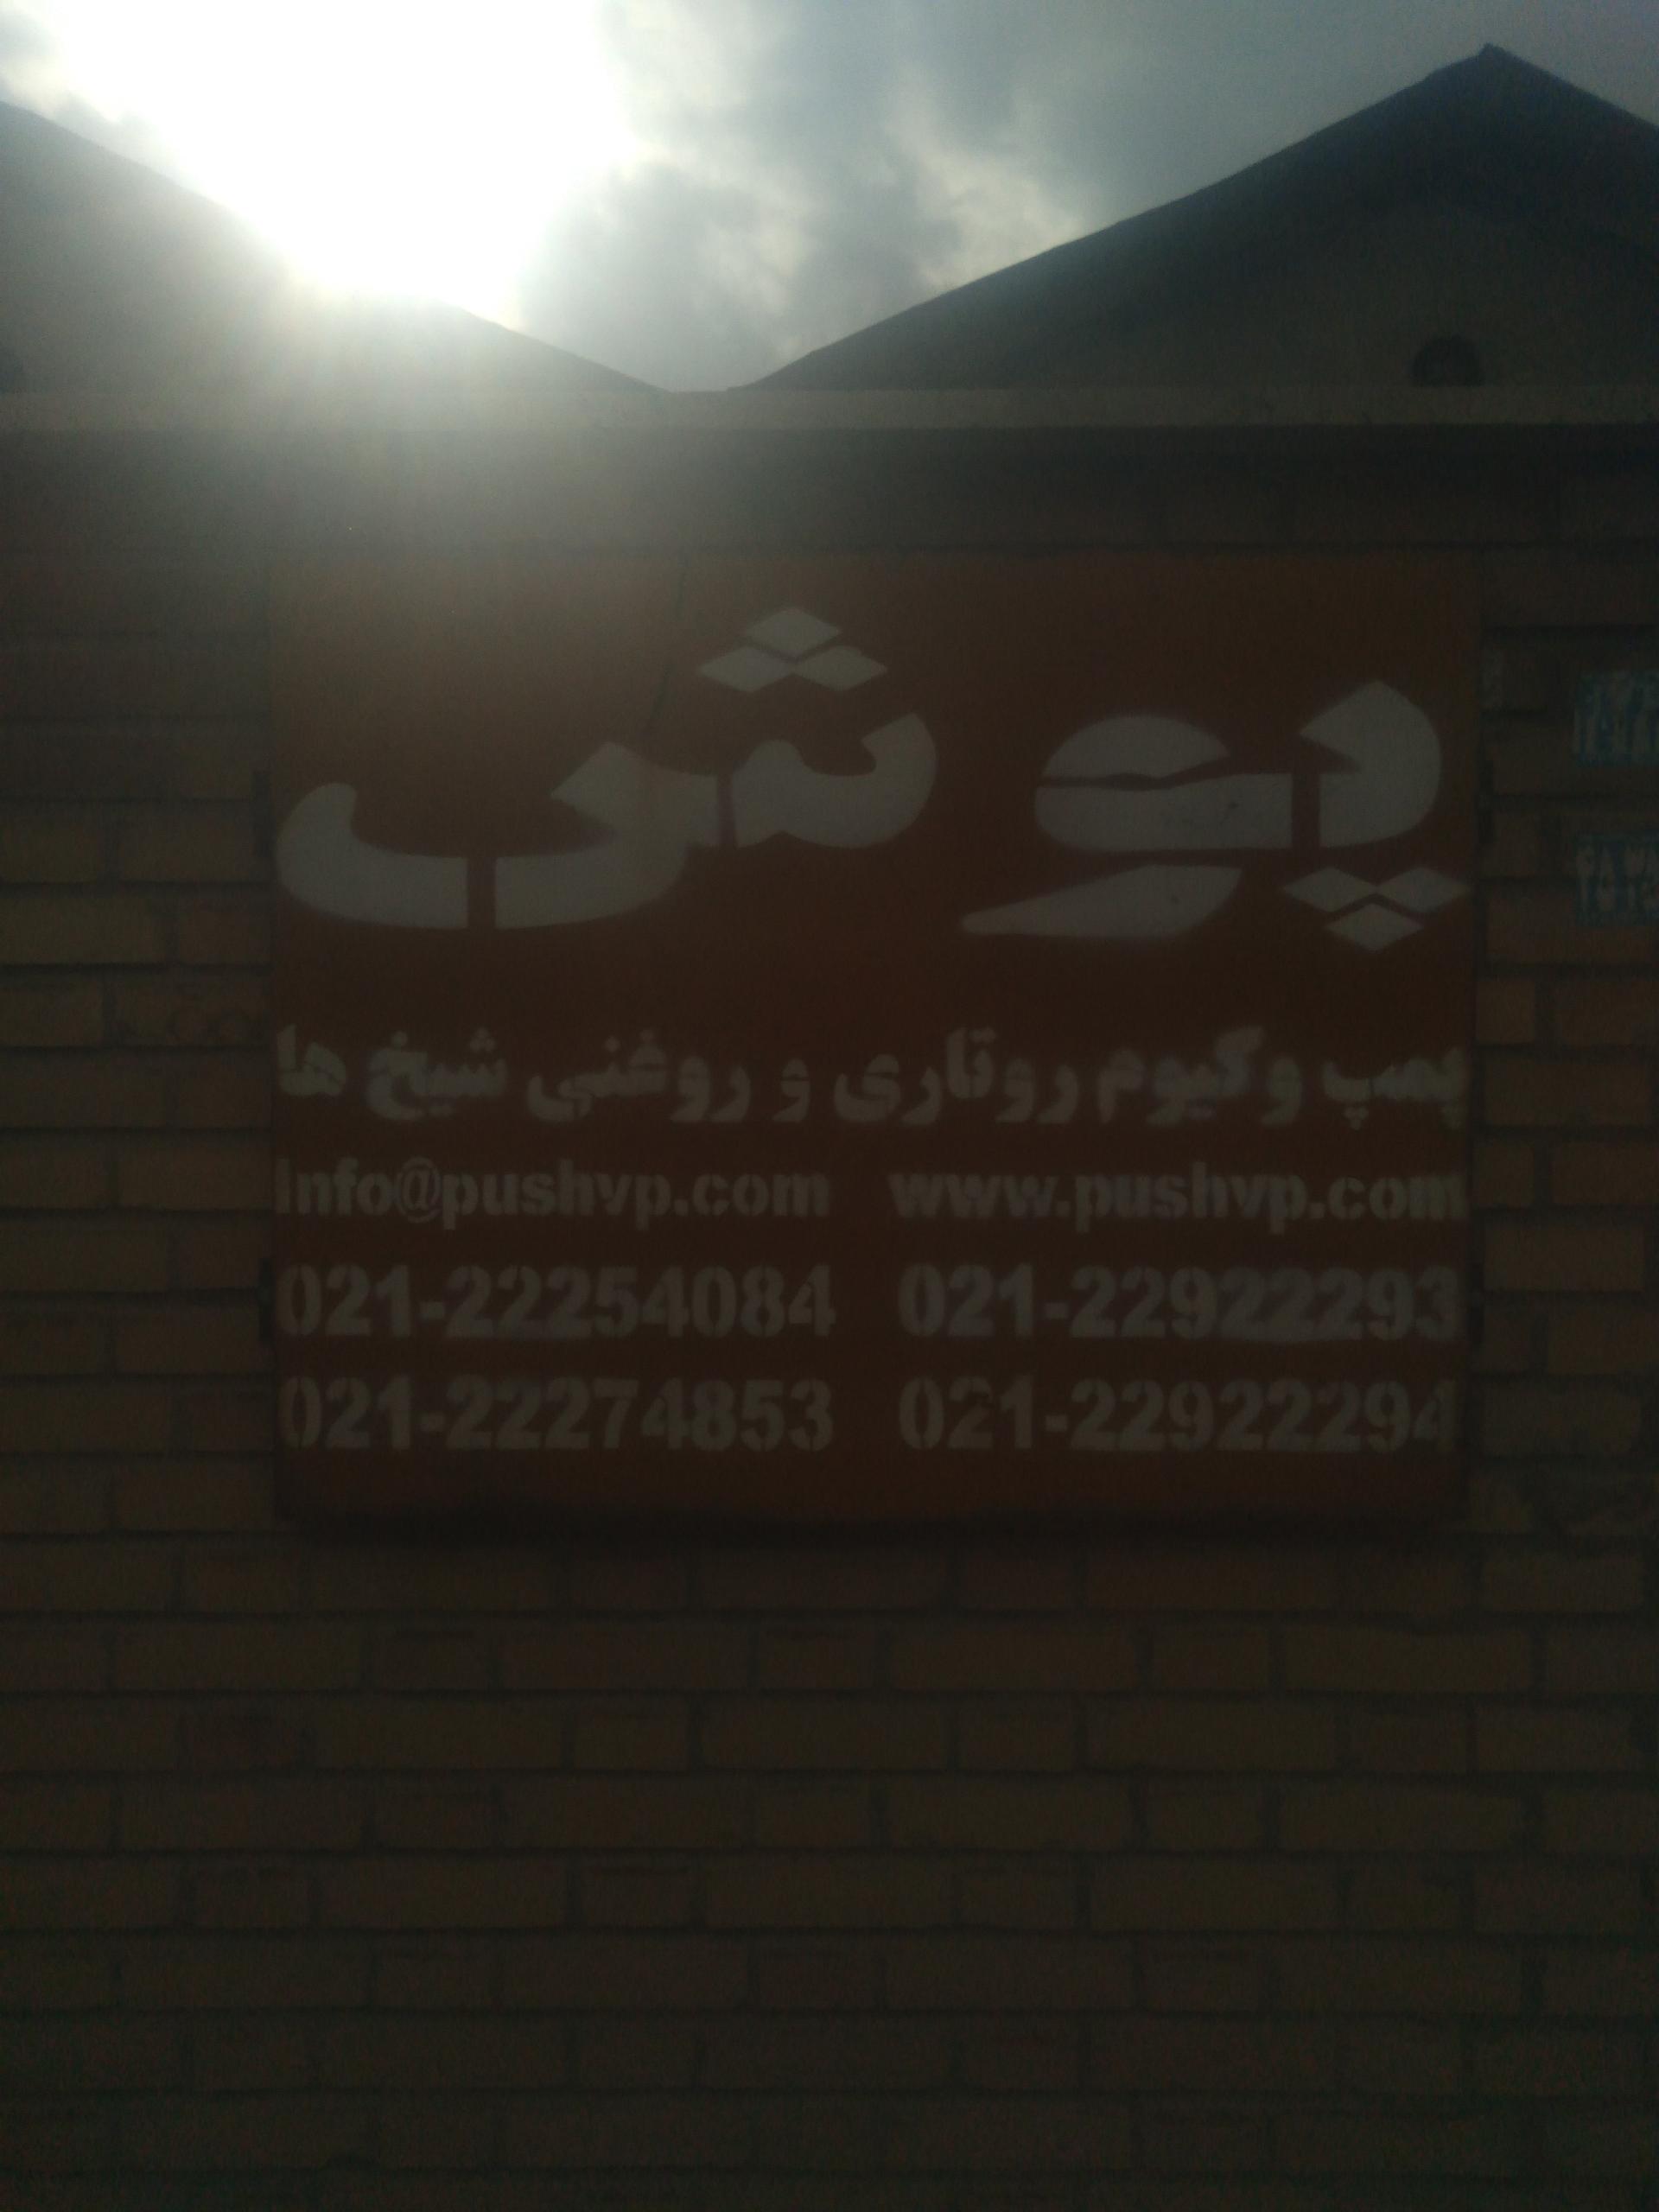 پوش
پمپ وکیوم روتاری و روغنی شیخ ها
Info@pushvp.com www.pushvp.com
021-22254084 021-22922293
021-22274853 021-22922294